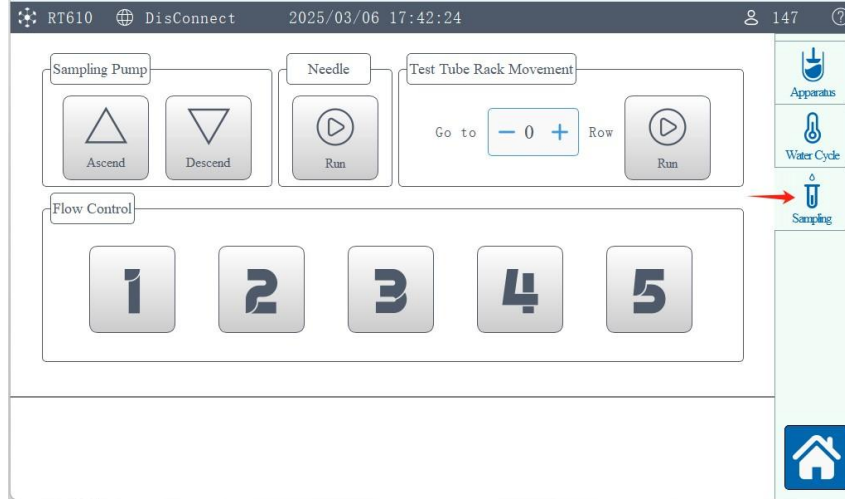 RT610 DisConnect 2025/03/06 17:42:24 147 ?
Sampling Pump Needle Test Tube Rack Movement
Go to 0 Row
Ascend Descend Run Run
Flow Control
1 2 3 4 5
Apparatus
Water Cycle
Sampling